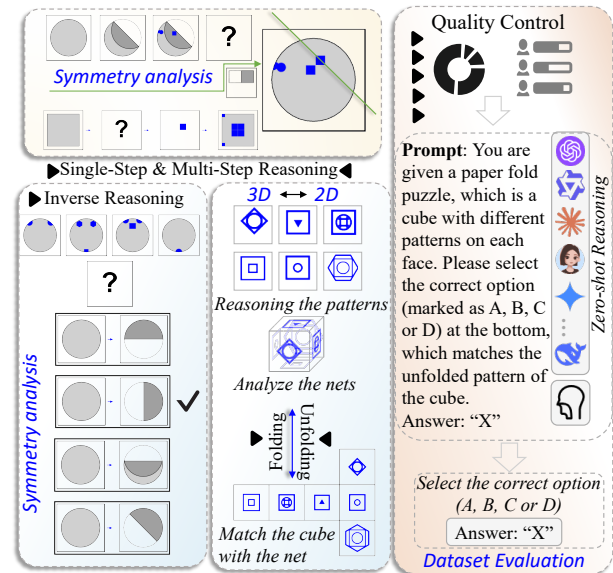 ?
Symmetry analysis
?
Single-Step & Multi-Step Reasoning
Inverse Reasoning
?
Symmetry analysis
3D ↔ 2D
Reasoning the patterns
Analyze the nets
Folding
Unfolding
Match the cube
with the net
Quality Control
Prompt: You are
given a paper fold
puzzle, which is a
cube with different
patterns on each
face. Please select
the correct option
(marked as A, B, C
or D) at the bottom,
which matches the
unfolded pattern of
the cube.
Answer: “X”
Zero-shot Reasoning
Select the correct option
(A, B, C or D)
Answer: “X”
Dataset Evaluation